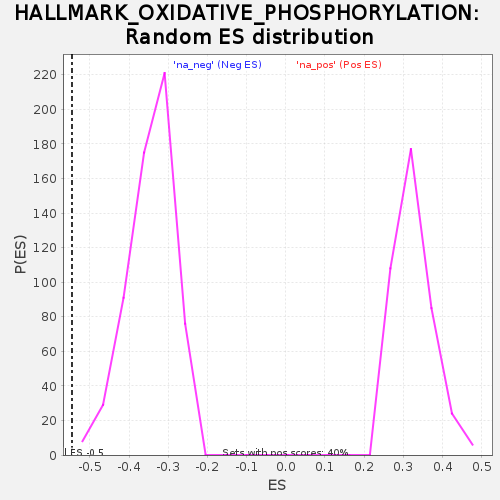 HALLMARK_OXIDATIVE_PHOSPHORYLATION:
Random ES distribution
'na_neg' (Neg ES) 'na_pos' (Pos ES)
220
200
180
160
140
120
100
80
60
40
20
0
P(ES)
ES -0.5 Sets with pos scores: 40%
-0.5 -0.4 -0.3 -0.2 -0.1 0.0 0.1 0.2 0.3 0.4 0.5
ES